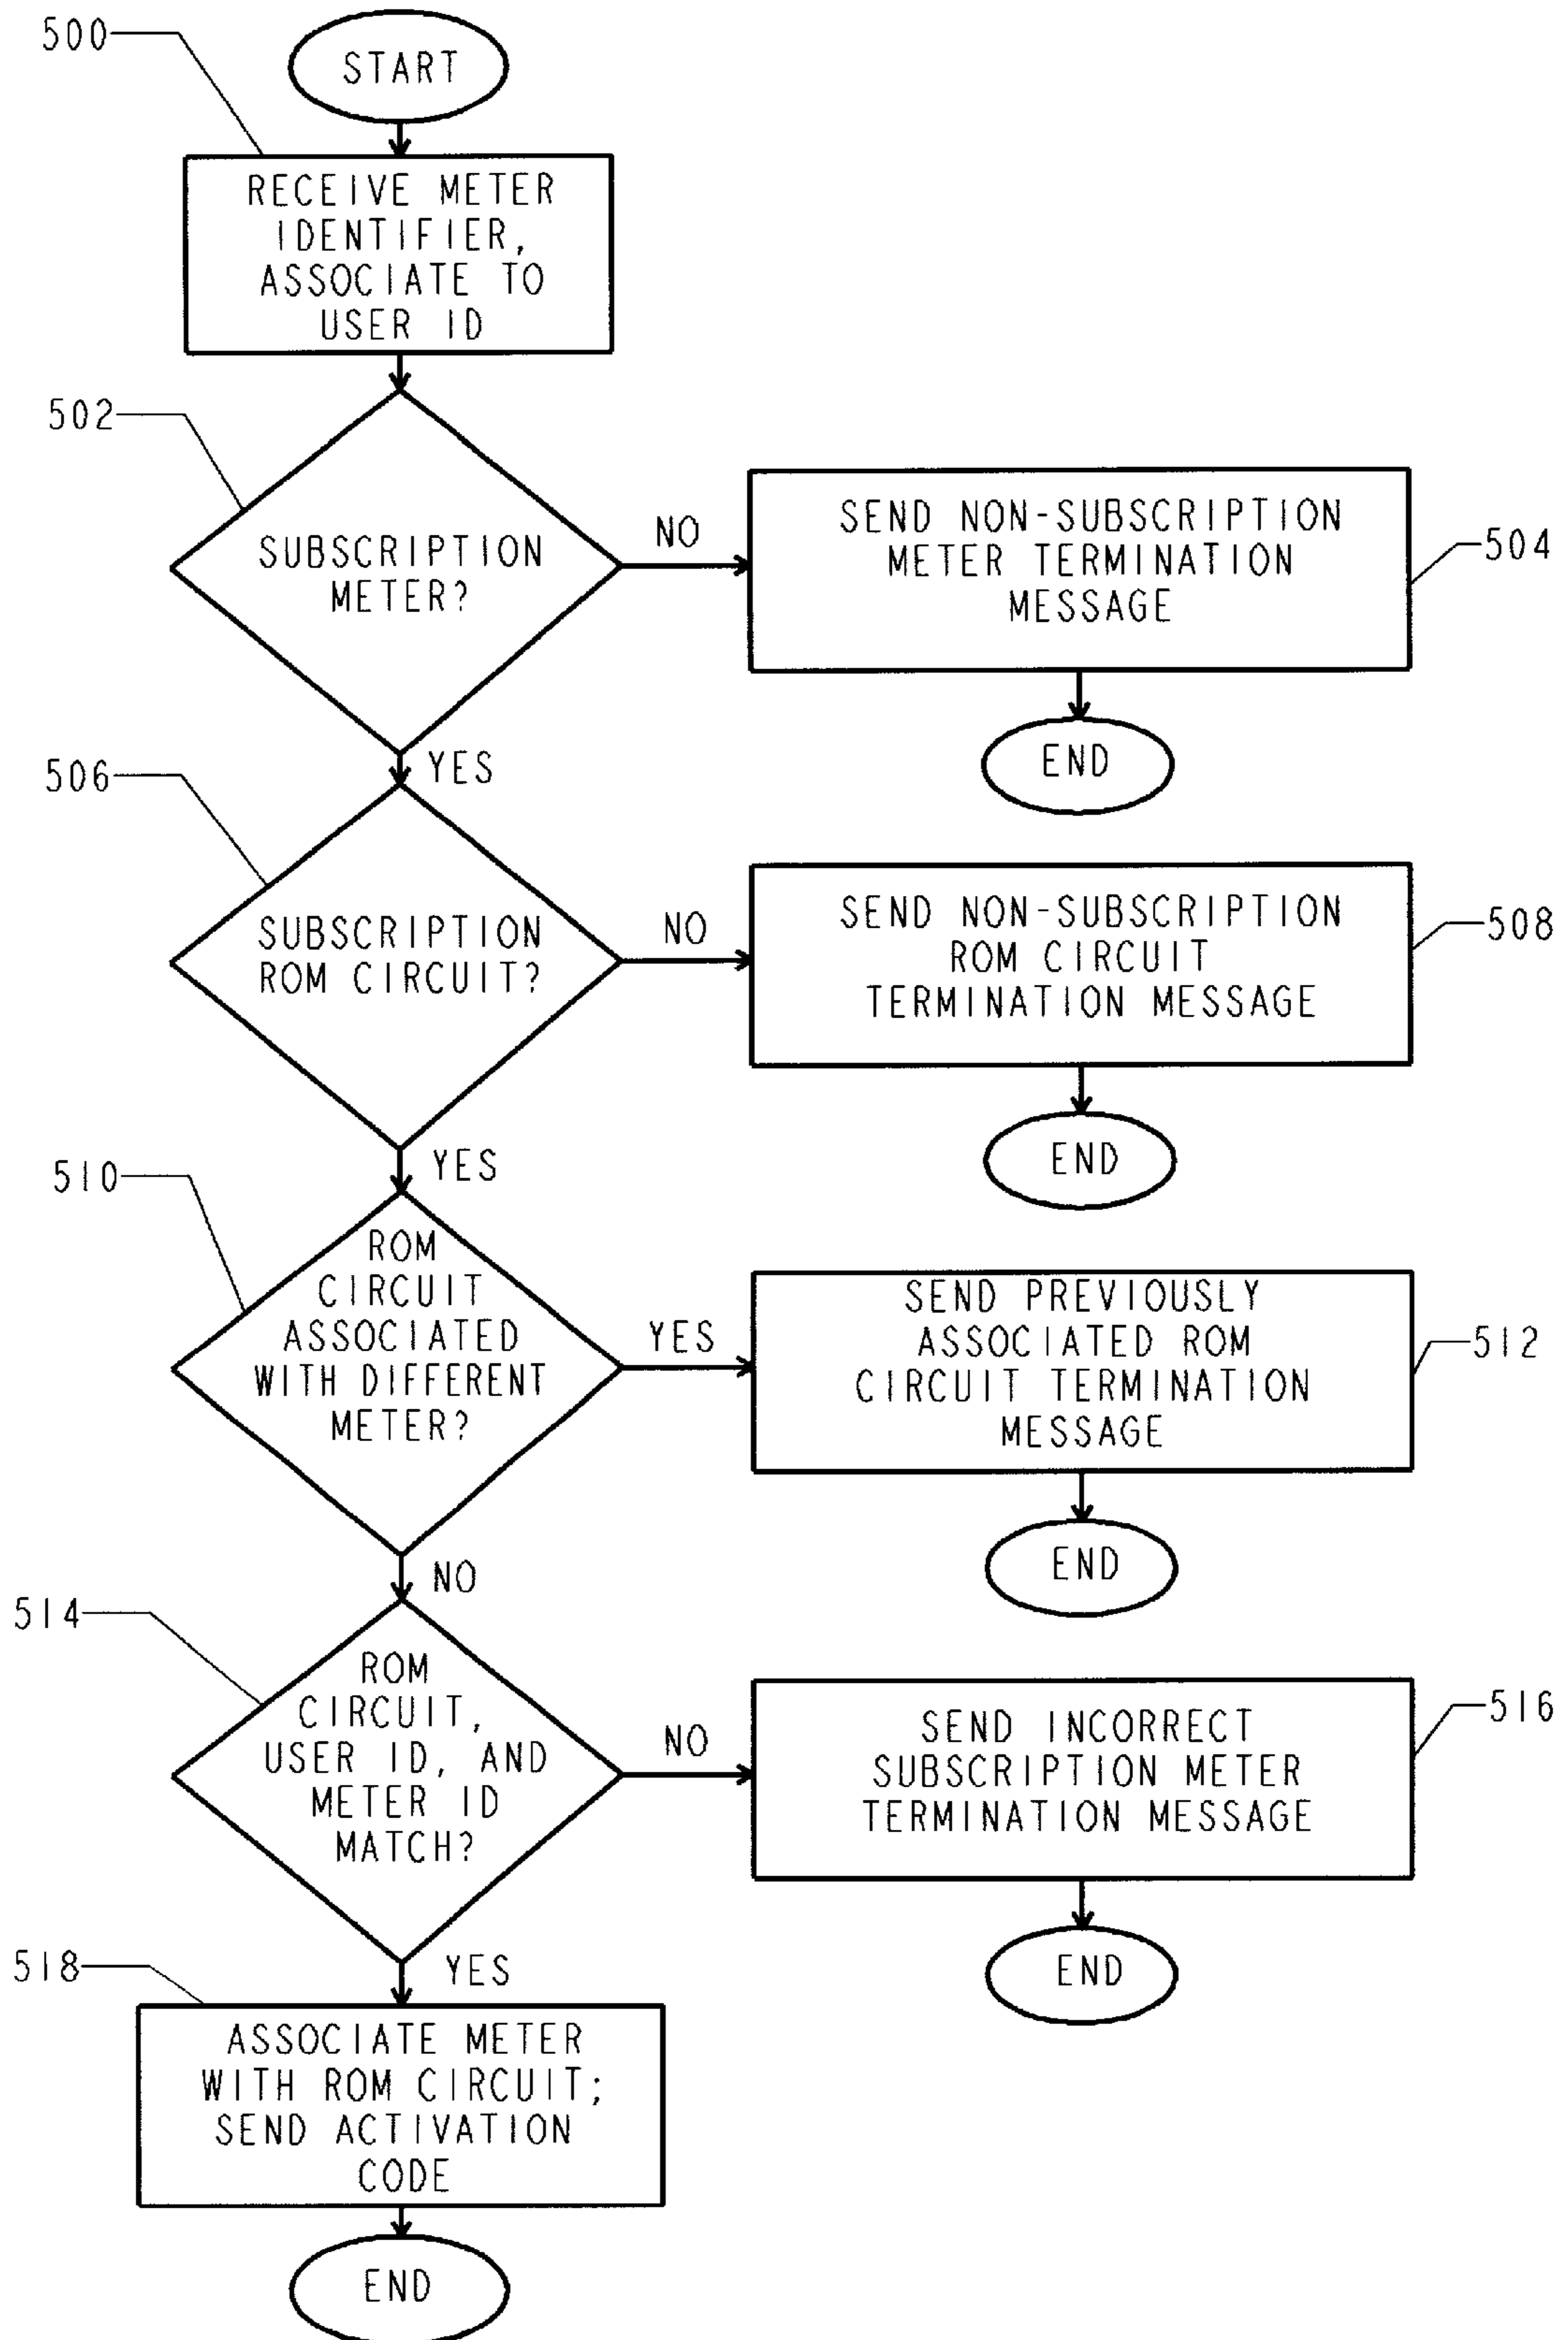 500
START
RECEIVE METER
IDENTIFIER,
ASSOCIATE TO
USER ID
502
SUBSCRIPTION
METER?
NO
SEND NON-SUBSCRIPTION
METER TERMINATION
MESSAGE
504
END
YES
506
SUBSCRIPTION
ROM CIRCUIT?
NO
SEND NON-SUBSCRIPTION
ROM CIRCUIT
TERMINATION MESSAGE
508
END
YES
510
ROM
CIRCUIT
ASSOCIATED
WITH DIFFERENT
METER?
YES
SEND PREVIOUSLY
ASSOCIATED ROM
CIRCUIT TERMINATION
MESSAGE
512
END
NO
514
ROM
CIRCUIT,
USER ID, AND
METER ID
MATCH?
NO
SEND INCORRECT
SUBSCRIPTION METER
TERMINATION MESSAGE
516
END
YES
518
ASSOCIATE METER
WITH ROM CIRCUIT;
SEND ACTIVATION
CODE
END